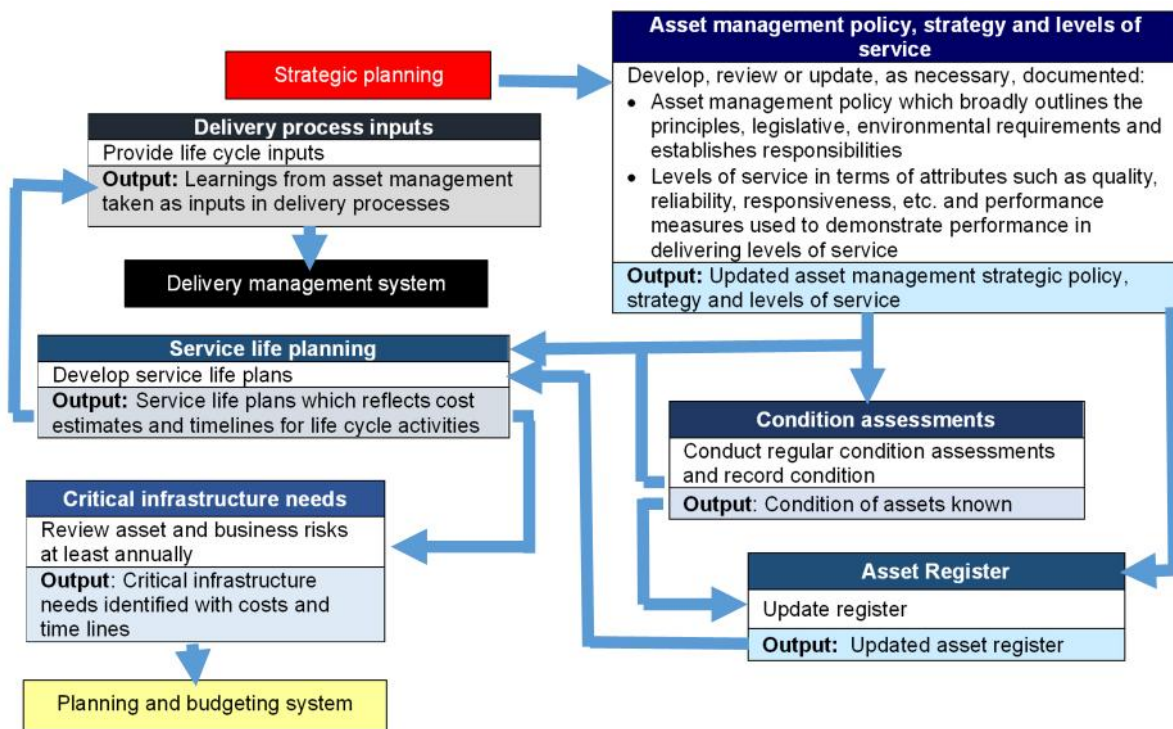 Strategic planning
Asset management policy, strategy and levels of
service
Develop, review or update, as necessary, documented:
• Asset management policy which broadly outlines the
principles, legislative, environmental requirements and
establishes responsibilities
• Levels of service in terms of attributes such as quality,
reliability, responsiveness, etc. and performance
measures used to demonstrate performance in
delivering levels of service
Output: Updated asset management strategic policy,
strategy and levels of service
Delivery process inputs
Provide life cycle inputs
Output: Learnings from asset management
taken as inputs in delivery processes
Delivery management system
Service life planning
Develop service life plans
Output: Service life plans which reflects cost
estimates and timelines for life cycle activities
Condition assessments
Conduct regular condition assessments
and record condition
Output: Condition of assets known
Critical infrastructure needs
Review asset and business risks
at least annually
Output: Critical infrastructure
needs identified with costs and
time lines
Asset Register
Update register
Output: Updated asset register
Planning and budgeting system